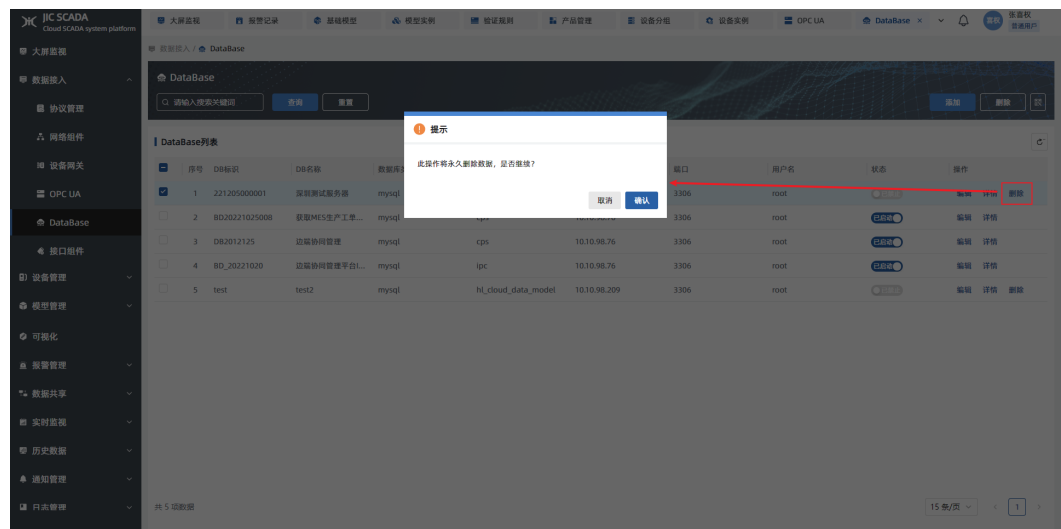 JIC SCADA
Cloud SCADA system platform
大屏监视 报警记录 基础模型 模型实例 验证规则 产品管理 设备分组 设备实例 OPC UA DataBase × 喜权 张喜权
普通用户
大屏监视
数据接入 / DataBase
数据接入
DataBase
协议管理
请输入搜索关键词 查询 重置 添加 删除
提示
网络组件
DataBase列表
此操作将永久删除数据，是否继续？
设备网关
序号 DB标识 DB名称 端口 用户名 状态 操作
取消 确认
OPC UA
1 221205000001 深圳测试服务器 mysql 3306 root 编辑 详情 删除
DataBase
2 BD20221025008 获取MES生产工单... mysql 3306 root 已启动 编辑 详情
接口组件
3 DB2012125 边端协同管理 mysql cps 10.10.98.76 3306 root 已启动 编辑 详情
4 BD_20221020 边端协同管理平台I... mysql ipc 10.10.98.76 3306 root 已启动 编辑 详情
设备管理
5 test test2 mysql hl_cloud_data_model 10.10.98.209 3306 root 编辑 详情 删除
模型管理
可视化
报警管理
数据共享
实时监视
历史数据
通知管理
日志管理
共 5 项数据 15 条/页 1